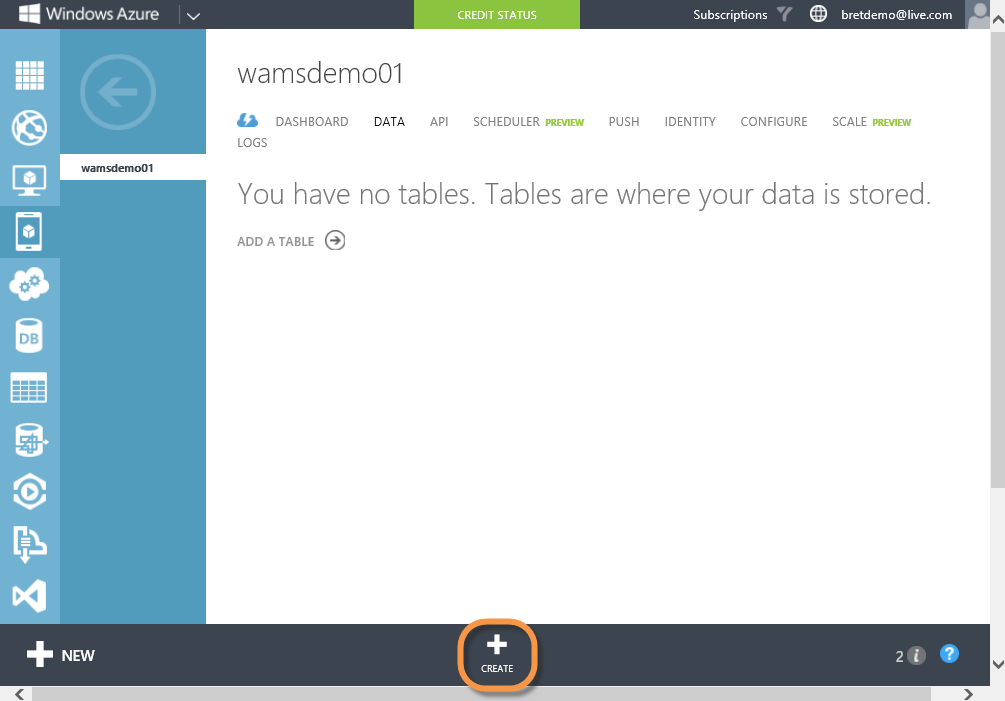 Windows Azure
CREDIT STATUS
Subscriptions
bretdemo@live.com
wamsdemo01
wamsdemo01
DASHBOARD DATA API SCHEDULER PREVIEW PUSH IDENTITY CONFIGURE SCALE PREVIEW
LOGS
You have no tables. Tables are where your data is stored.
ADD A TABLE
DB
NEW
CREATE
2 i ?